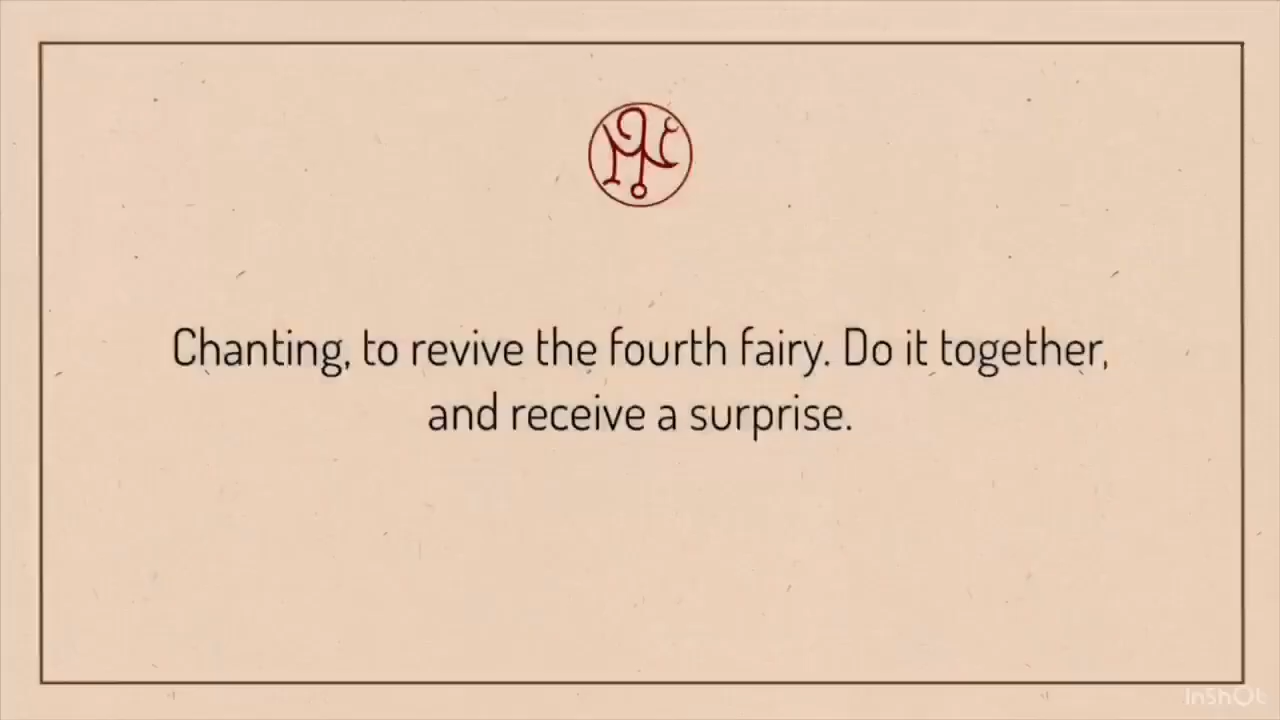 Chanting, to revive the fourth fairy. Do it together,
and receive a surprise.
InShOt